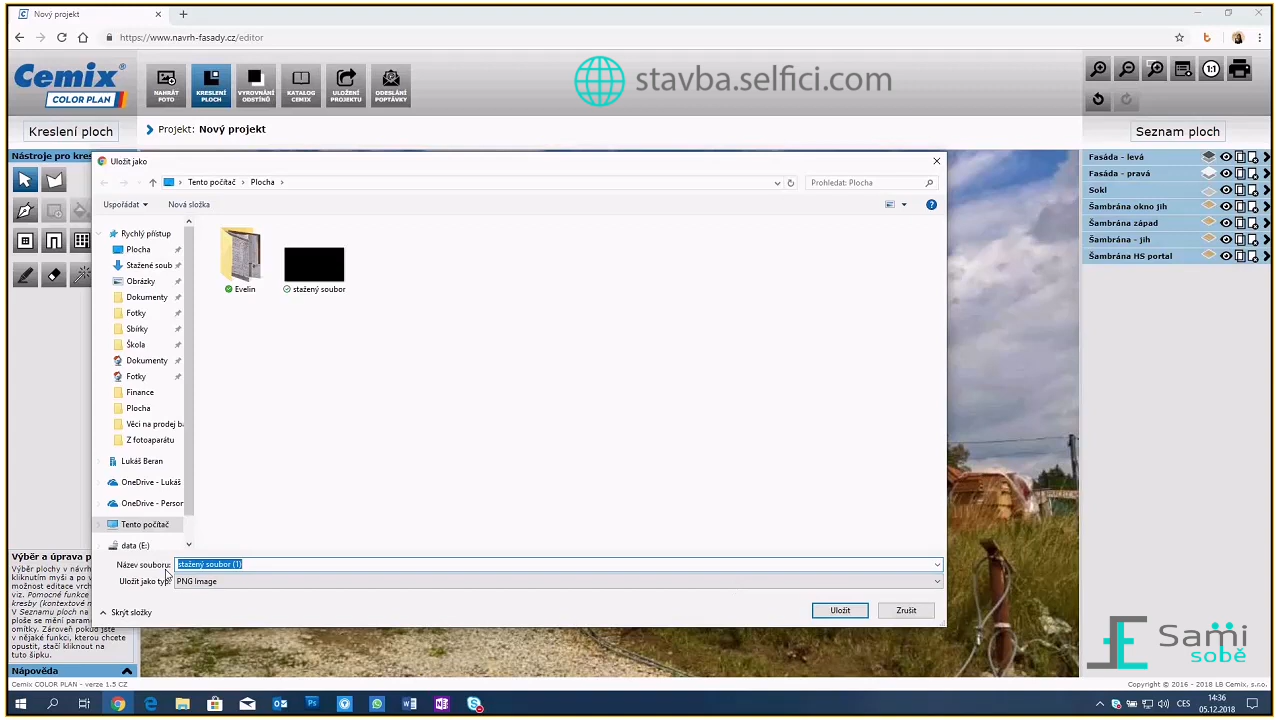 Nový projekt
https://www.navrh-fasady.cz/editor
Cemix
COLOR PLAN
NAHRÁT FOTO
KRESLENÍ PLOCH
VYROVNÁNÍ ODSTÍNŮ
KATALOG CEMIX
ULOŽENÍ PROJEKTU
ODESLÁNÍ POPTÁVKY
stavba.selfici.com
1:1
Kreslení ploch
Projekt: Nový projekt
Seznam ploch
Nástroje pro kres
Fasáda - levá
Fasáda - pravá
Sokl
Šambrána okno jih
Šambrána západ
Šambrána - jih
Šambrána HS portal
Uložit jako
Tento počítač
Plocha
Prohledat: Plocha
Uspořádat
Nová složka
Rychlý přístup
Plocha
Stažené soub
Obrázky
Dokumenty
Fotky
Sbírky
Škola
Dokumenty
Fotky
Finance
Plocha
Věci na prodej b
Z fotoaparátu
Lukáš Beran
OneDrive - Lukáš
OneDrive - Person
Tento počítač
data (E:)
Evelin
stažený soubor
Název souboru:
stažený soubor (1)
Uložit jako typ:
PNG Image
Skrýt složky
Uložit
Zrušit
Výběr a úprava p
Výběr plochy v návrh
kliknutím myši a po v
možnost editace vrch
viz. Pomocné funkce
kresby (kontextové n
V Seznamu ploch na
ploše se mění param
omítky. Zároveň pokud jste
v nějaké funkci, kterou chcete
opustit, stačí kliknout na
tuto šipku.
Nápověda
Cemix COLOR PLAN - verze 1.5 CZ
Copyright © 2016 - 2018 LB Cemix, s.r.o.
Sami
sobě
CES
14:36
05.12.2018